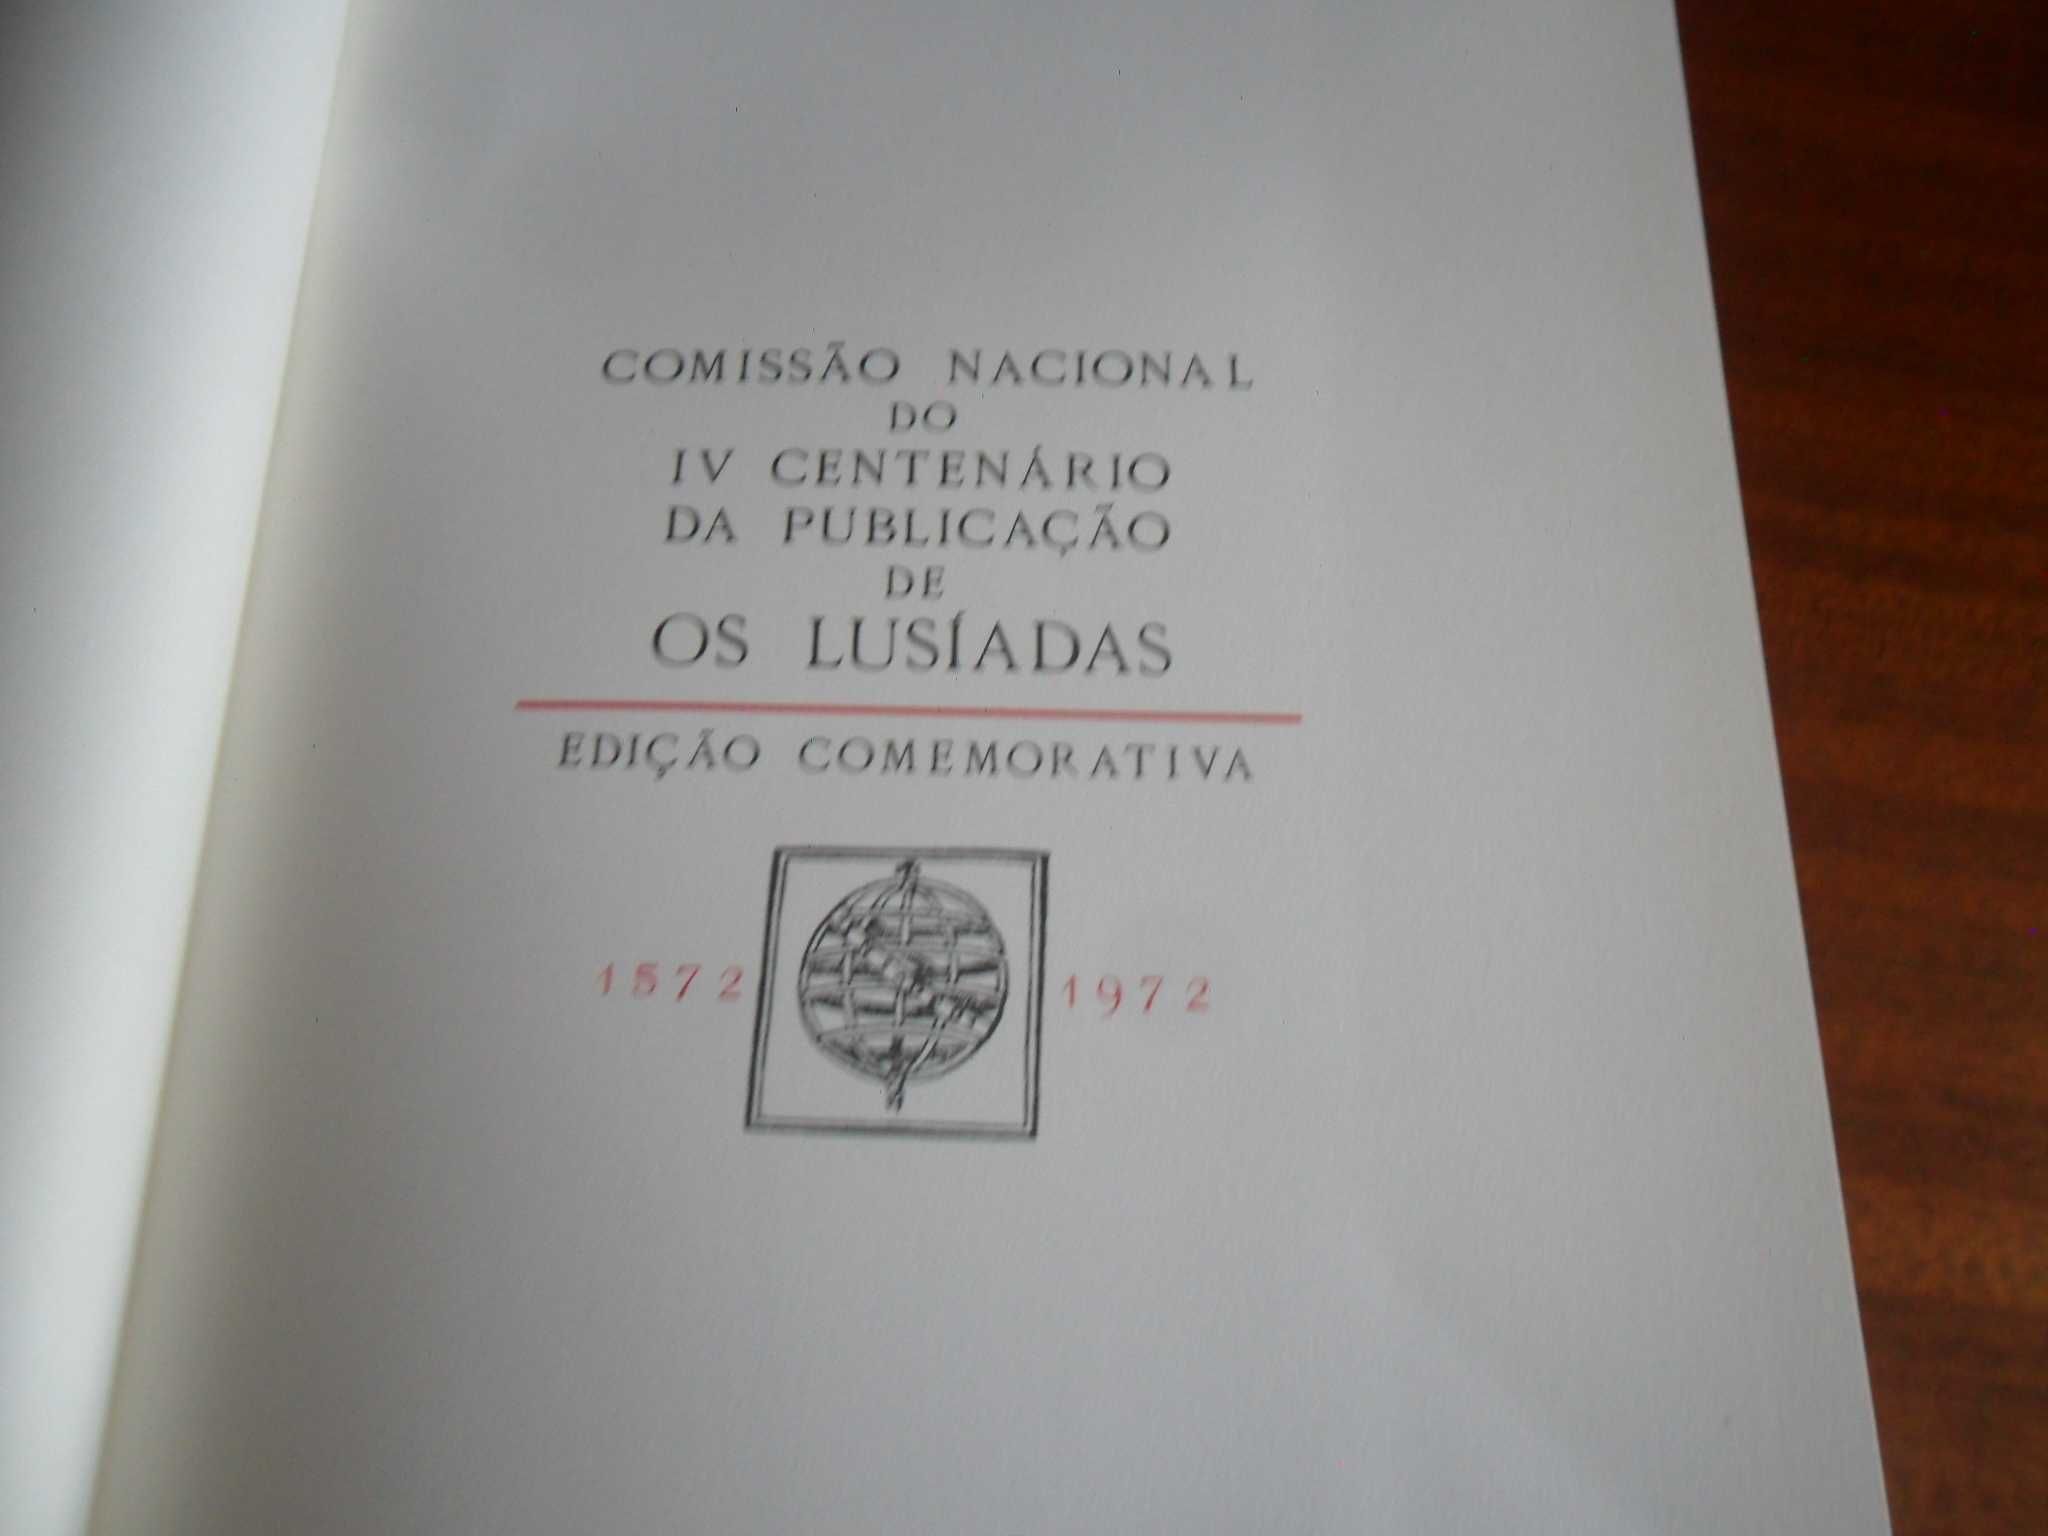 COMISSÃO NACIONAL
DO
IV CENTENÁRIO
DA PUBLICAÇÃO
DE
OS LUSÍADAS
EDIÇÃO COMEMORATIVA
1572 1972